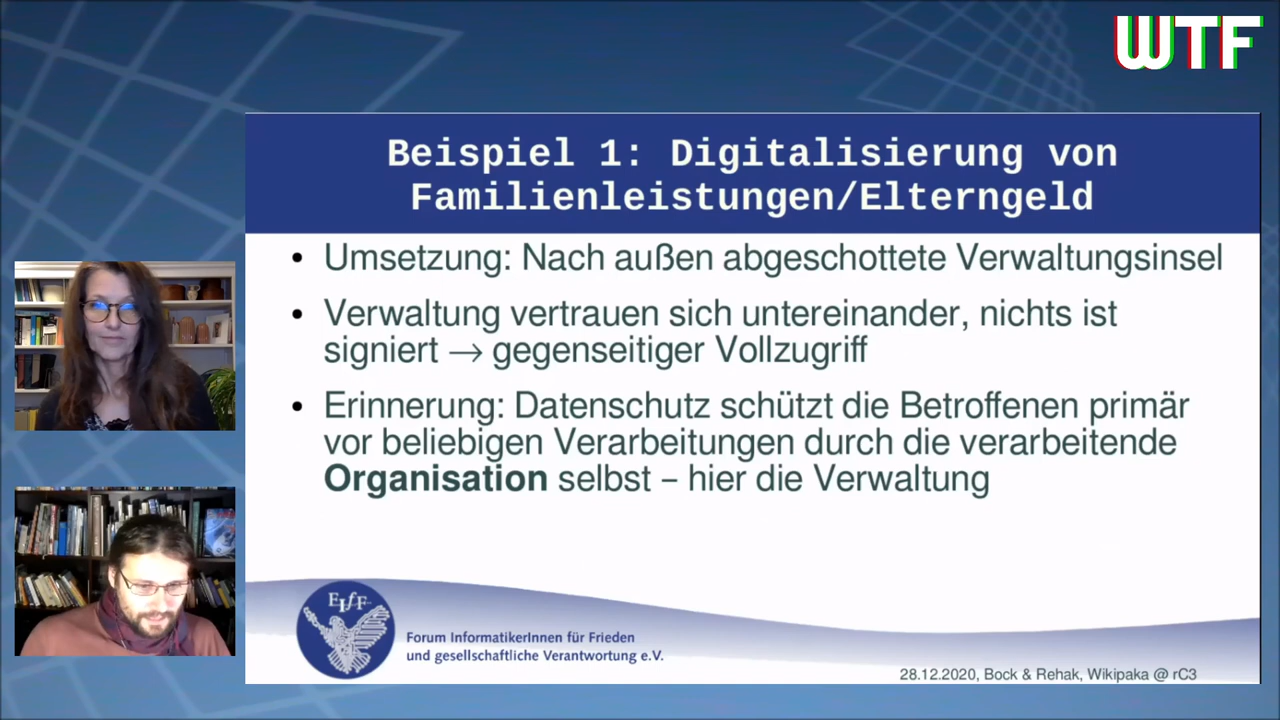 WTF
Beispiel 1: Digitalisierung von
Familienleistungen/Elterngeld
• Umsetzung: Nach außen abgeschottete Verwaltungsinsel
• Verwaltung vertrauen sich untereinander, nichts ist
signiert → gegenseitiger Vollzugriff
• Erinnerung: Datenschutz schützt die Betroffenen primär
vor beliebigen Verarbeitungen durch die verarbeitende
Organisation selbst – hier die Verwaltung
FIfF
Forum InformatikerInnen für Frieden
und gesellschaftliche Verantwortung e.V.
28.12.2020, Bock & Rehak, Wikipaka @ rC3